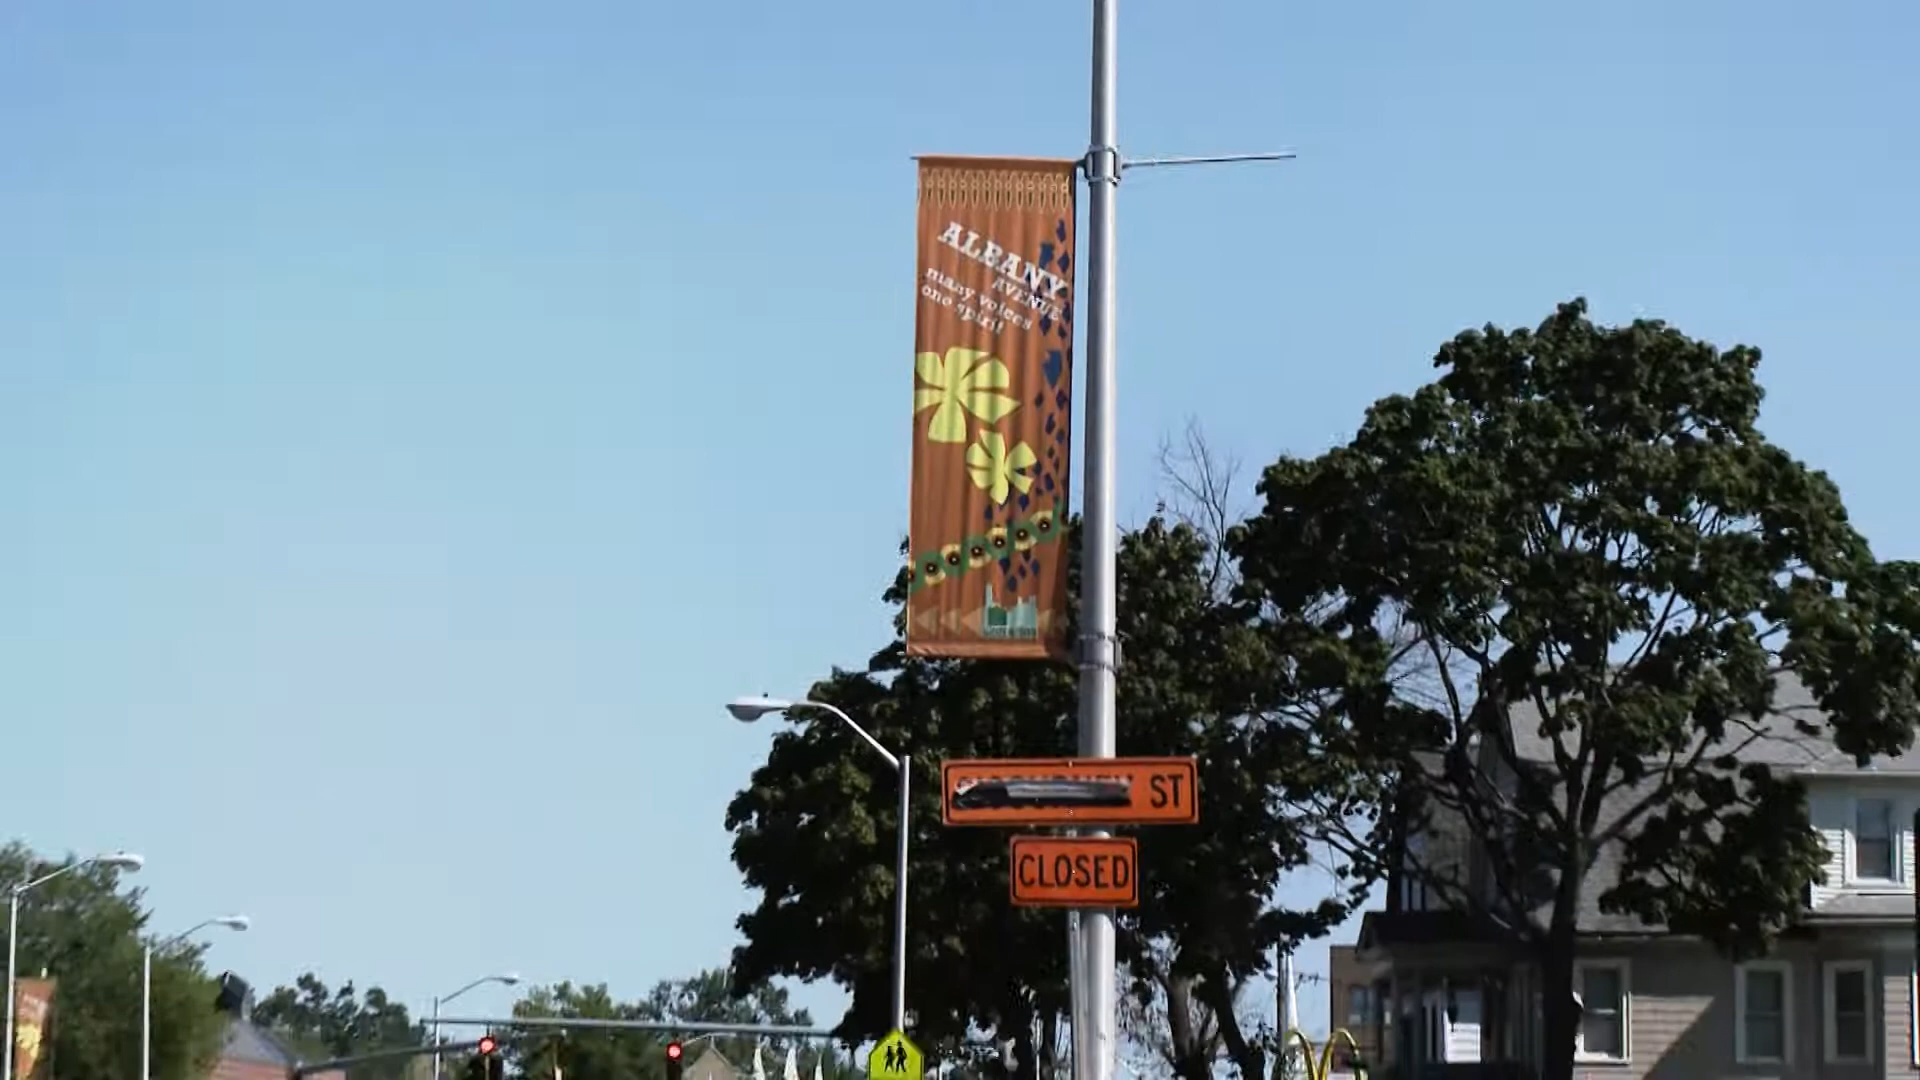 ALBANY
AVENUE
many voices
one spirit
ST
CLOSED